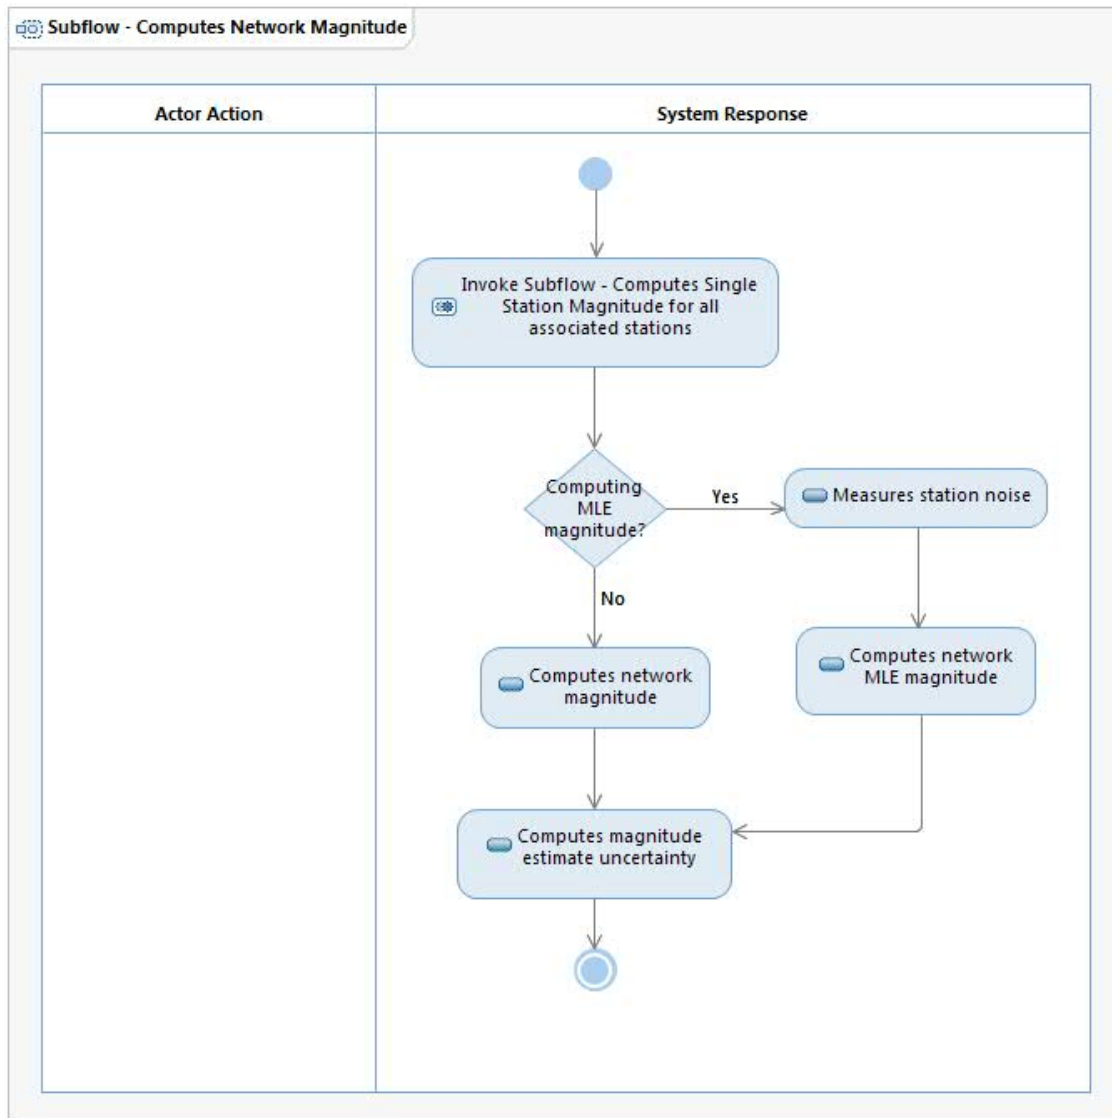 Subflow - Computes Network Magnitude
Actor Action
System Response
Invoke Subflow - Computes Single
Station Magnitude for all
associated stations
Computing
MLE
magnitude?
Yes
Measures station noise
No
Computes network
magnitude
Computes network
MLE magnitude
Computes magnitude
estimate uncertainty